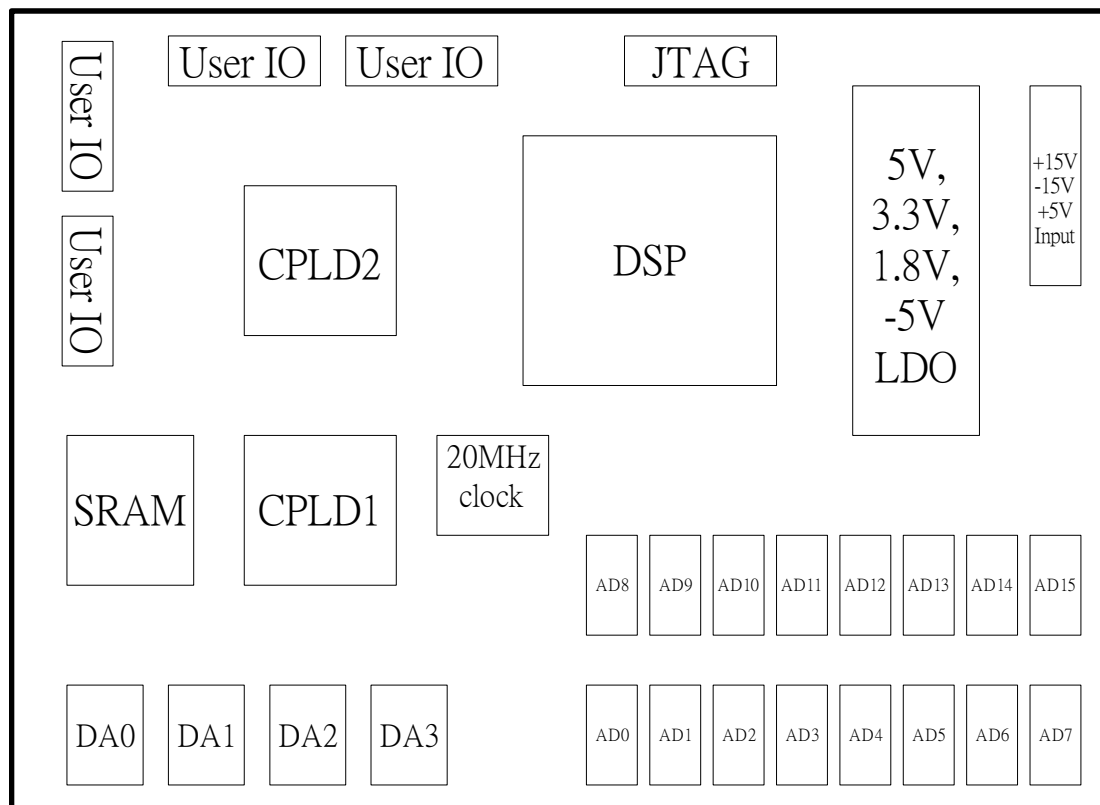 User IO
User IO
JTAG
User IO
User IO
CPLD2
DSP
5V,
3.3V,
1.8V,
-5V
LDO
+15V
-15V
+5V
Input
SRAM
CPLD1
20MHz
clock
AD8
AD9
AD10
AD11
AD12
AD13
AD14
AD15
DA0
DA1
DA2
DA3
AD0
AD1
AD2
AD3
AD4
AD5
AD6
AD7